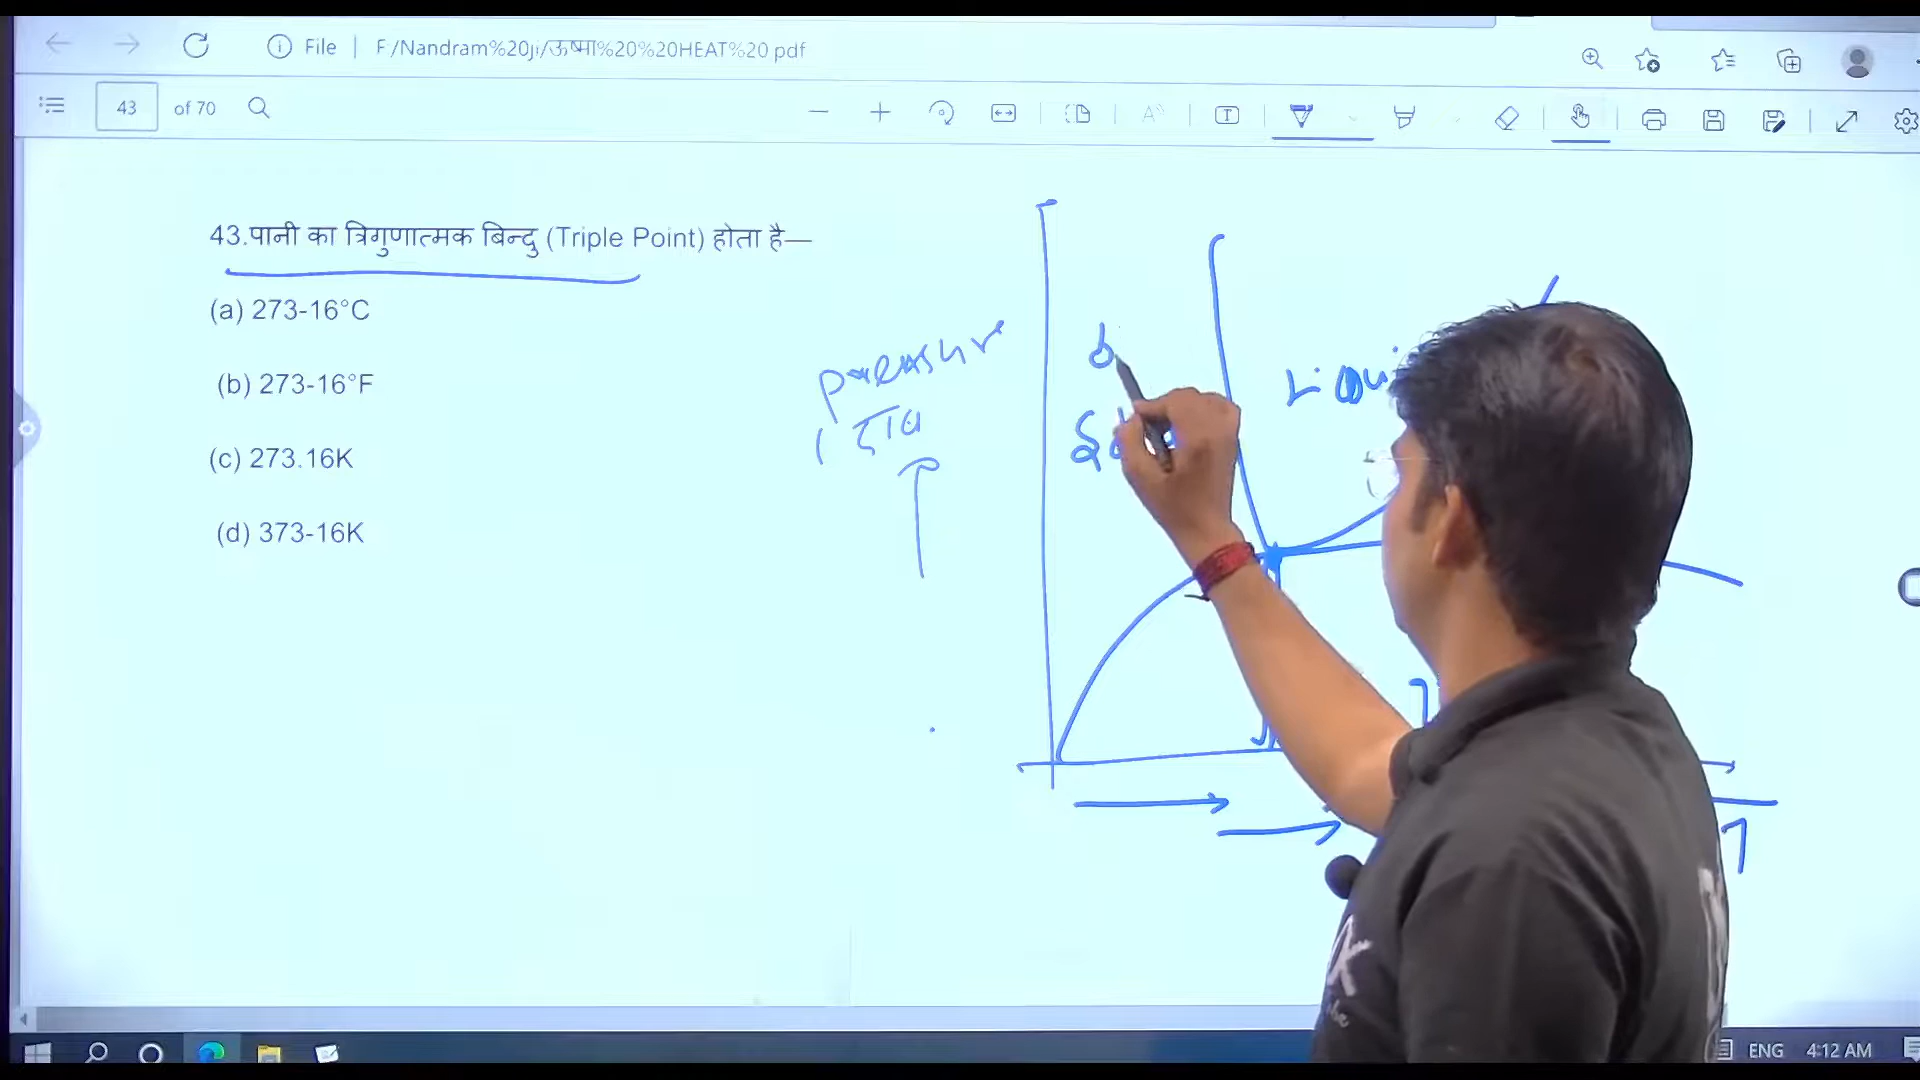 File F:/Nandram%20ji/ऊष्मा%20%20HEAT%20 pdf
43 of 70
43.पानी का त्रिगुणात्मक बिन्दु (Triple Point) होता है—
(a) 273-16°C
(b) 273-16°F
(c) 273.16K
(d) 373-16K
दाब
ENG 4:12 AM